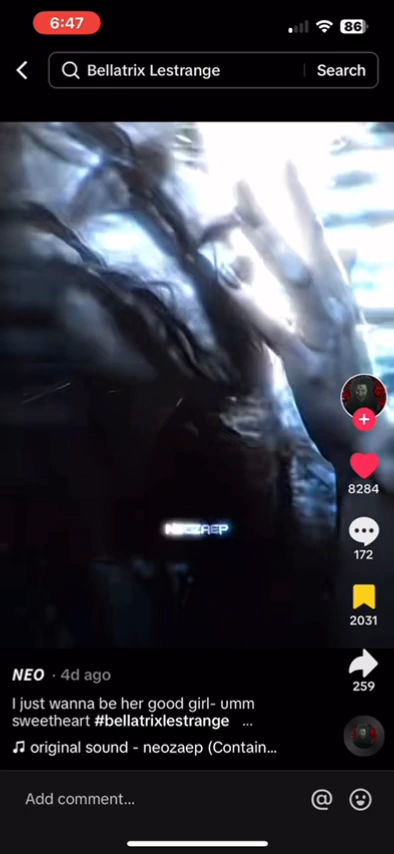 6:47
86
Bellatrix Lestrange
Search
8284
NEOZAEP
172
2031
259
NEO · 4d ago
I just wanna be her good girl- umm
sweetheart #bellatrixlestrange ...
original sound - neozaep (Contain...
Add comment...
@